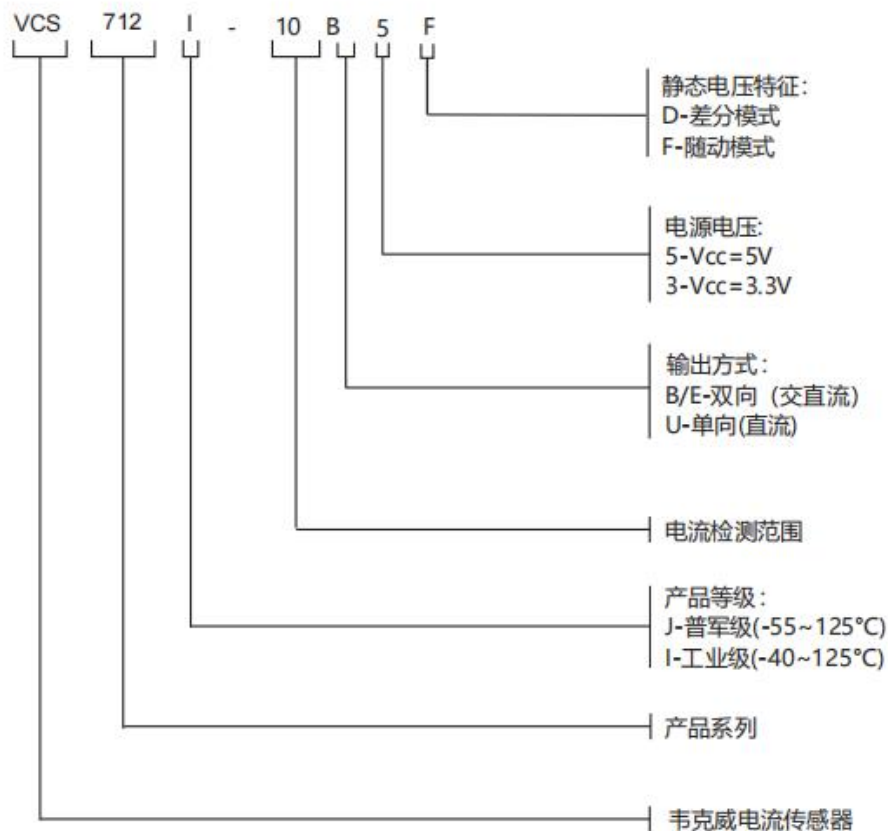 VCS 712 I - 10 B 5 F
静态电压特征:
D-差分模式
F-随动模式
电源电压:
5-Vcc=5V
3-Vcc=3.3V
输出方式:
B/E-双向 (交直流)
U-单向(直流)
电流检测范围
产品等级:
J-普军级(-55~125°C)
I-工业级(-40~125°C)
产品系列
韦克威电流传感器